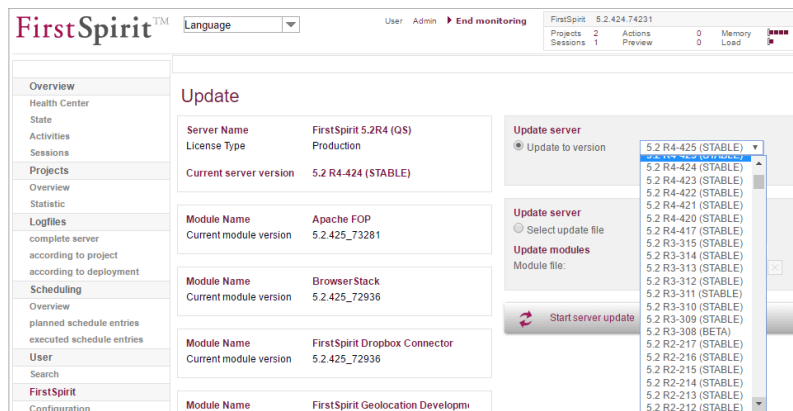 FirstSpirit™
Language
User Admin End monitoring
FirstSpirit 5.2.424.74231
Projects 2 Actions 0 Memory
Sessions 1 Preview 0 Load
Overview
Health Center
State
Activities
Sessions
Projects
Overview
Statistic
Logfiles
complete server
according to project
according to deployment
Scheduling
Overview
planned schedule entries
executed schedule entries
User
Search
FirstSpirit
Configuration
Update
Server Name FirstSpirit 5.2R4 (QS)
License Type Production
Current server version 5.2 R4-424 (STABLE)
Module Name Apache FOP
Current module version 5.2.425_73281
Module Name BrowserStack
Current module version 5.2.425_72936
Module Name FirstSpirit Dropbox Connector
Current module version 5.2.425_72936
Module Name FirstSpirit Geolocation Developm
Update server
Update to version 5.2 R4-425 (STABLE)
5.2 R4-425 (STABLE)
5.2 R4-424 (STABLE)
5.2 R4-423 (STABLE)
5.2 R4-422 (STABLE)
5.2 R4-421 (STABLE)
5.2 R4-420 (STABLE)
5.2 R4-417 (STABLE)
5.2 R3-315 (STABLE)
5.2 R3-314 (STABLE)
5.2 R3-313 (STABLE)
5.2 R3-312 (STABLE)
5.2 R3-311 (STABLE)
5.2 R3-310 (STABLE)
5.2 R3-309 (STABLE)
5.2 R3-308 (BETA)
5.2 R2-217 (STABLE)
5.2 R2-216 (STABLE)
5.2 R2-215 (STABLE)
5.2 R2-214 (STABLE)
5.2 R2-213 (STABLE)
5.2 R2-212 (STABLE)
Update server
Select update file
Update modules
Module file:
Start server update